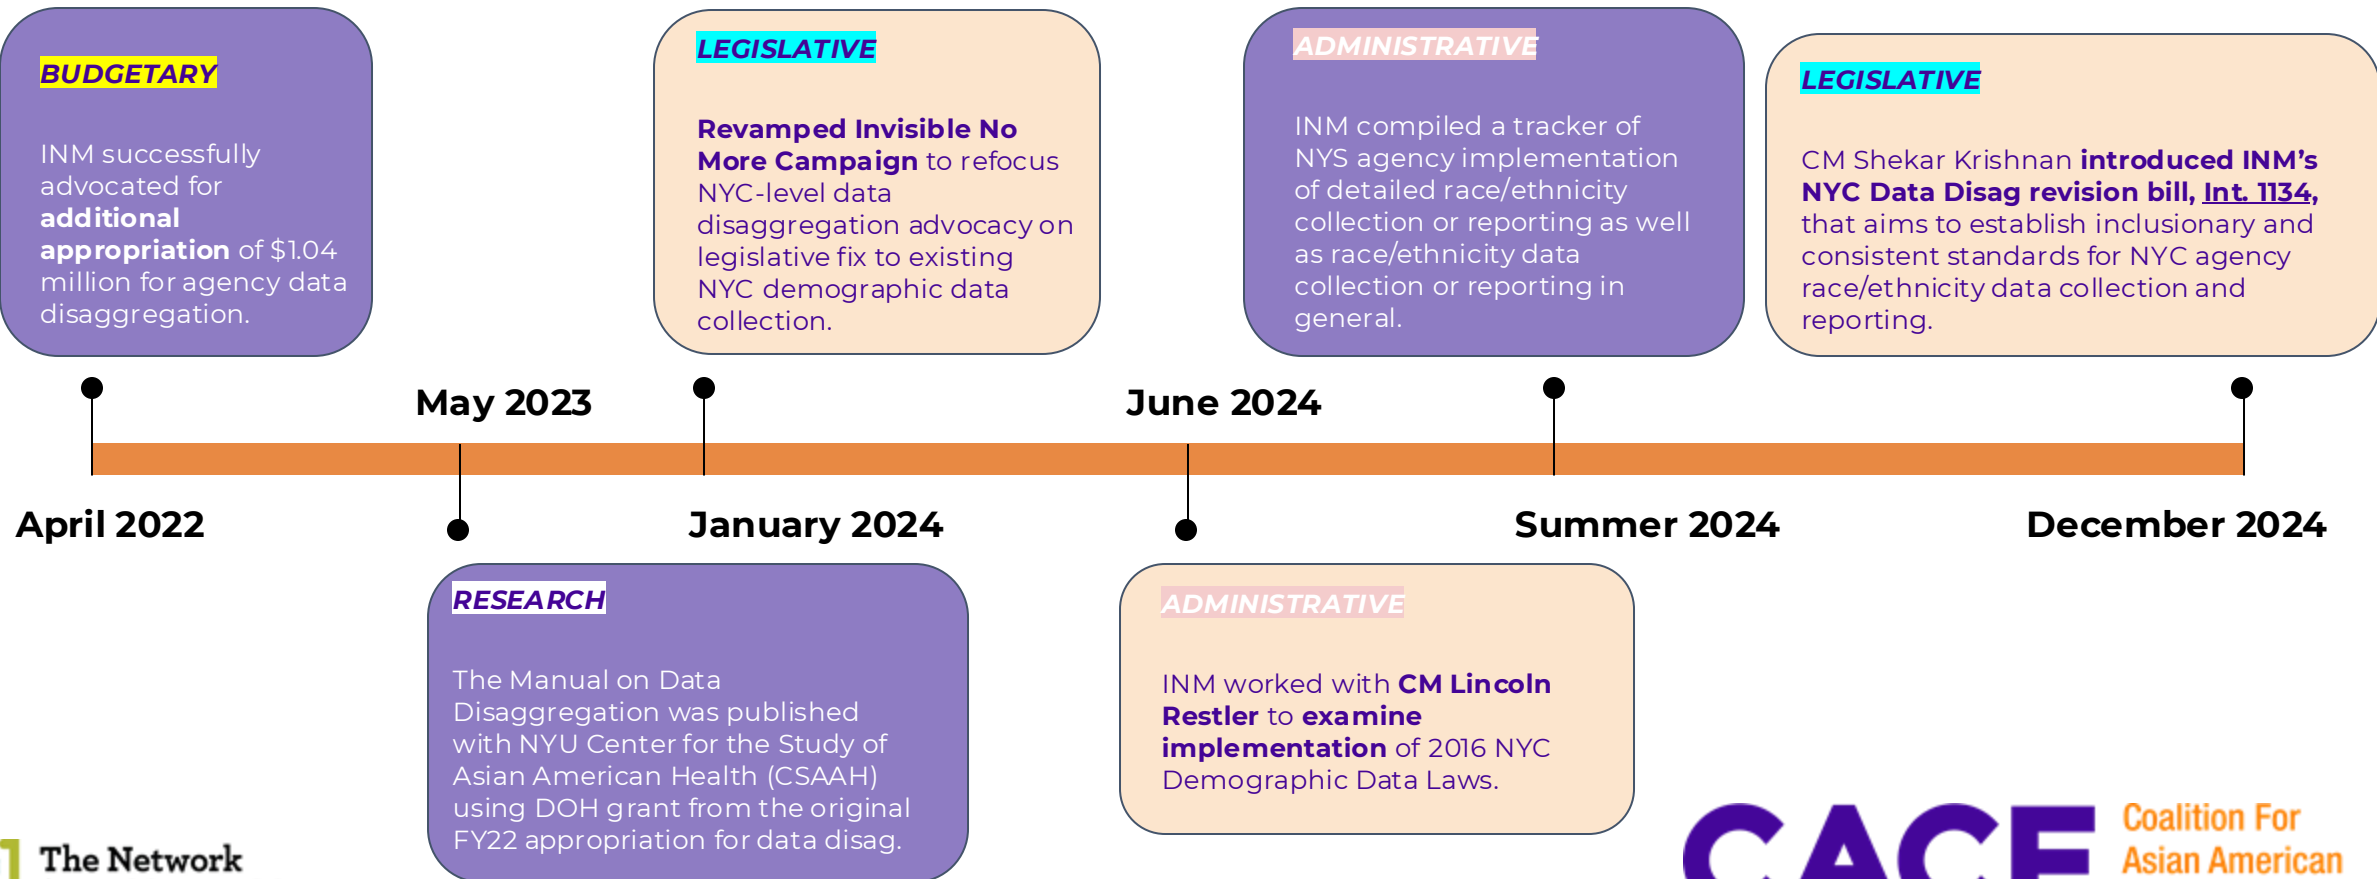 BUDGETARY
INM successfully
advocated for
additional
appropriation of $1.04
million for agency data
disaggregation.
LEGISLATIVE
Revamped Invisible No
More Campaign to refocus
NYC-level data
disaggregation advocacy on
legislative fix to existing
NYC demographic data
collection.
ADMINISTRATIVE
INM compiled a tracker of
NYS agency implementation
of detailed race/ethnicity
collection or reporting as well
as race/ethnicity data
collection or reporting in
general.
LEGISLATIVE
CM Shekar Krishnan introduced INM’s
NYC Data Disag revision bill, Int. 1134,
that aims to establish inclusionary and
consistent standards for NYC agency
race/ethnicity data collection and
reporting.
May 2023
June 2024
April 2022
January 2024
Summer 2024
December 2024
RESEARCH
The Manual on Data
Disaggregation was published
with NYU Center for the Study of
Asian American Health (CSAAH)
using DOH grant from the original
FY22 appropriation for data disag.
ADMINISTRATIVE
INM worked with CM Lincoln
Restler to examine
implementation of 2016 NYC
Demographic Data Laws.
The Network
CACF
Coalition For
Asian American